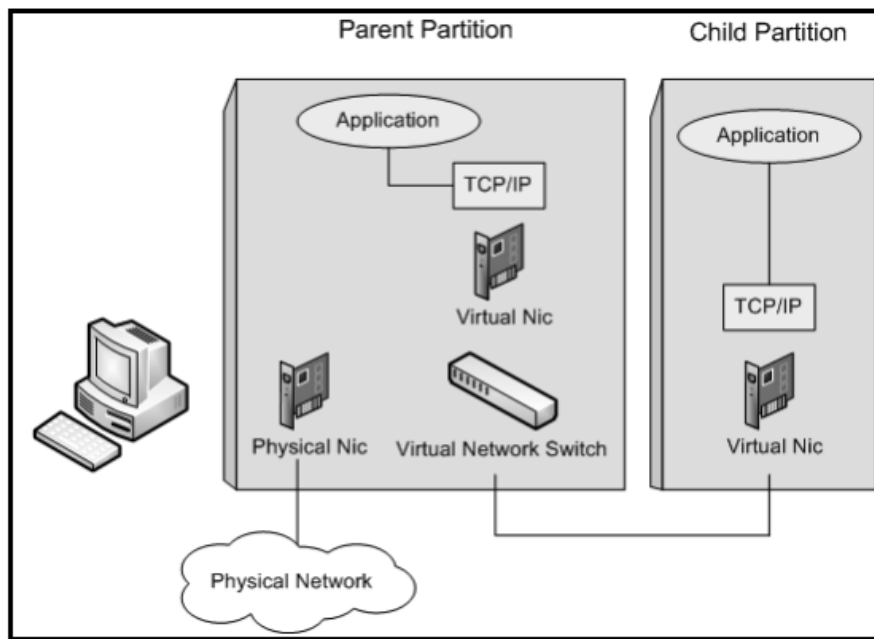 Parent Partition
Child Partition
Application
TCP/IP
Virtual Nic
Physical Nic
Virtual Network Switch
Physical Network
Application
TCP/IP
Virtual Nic